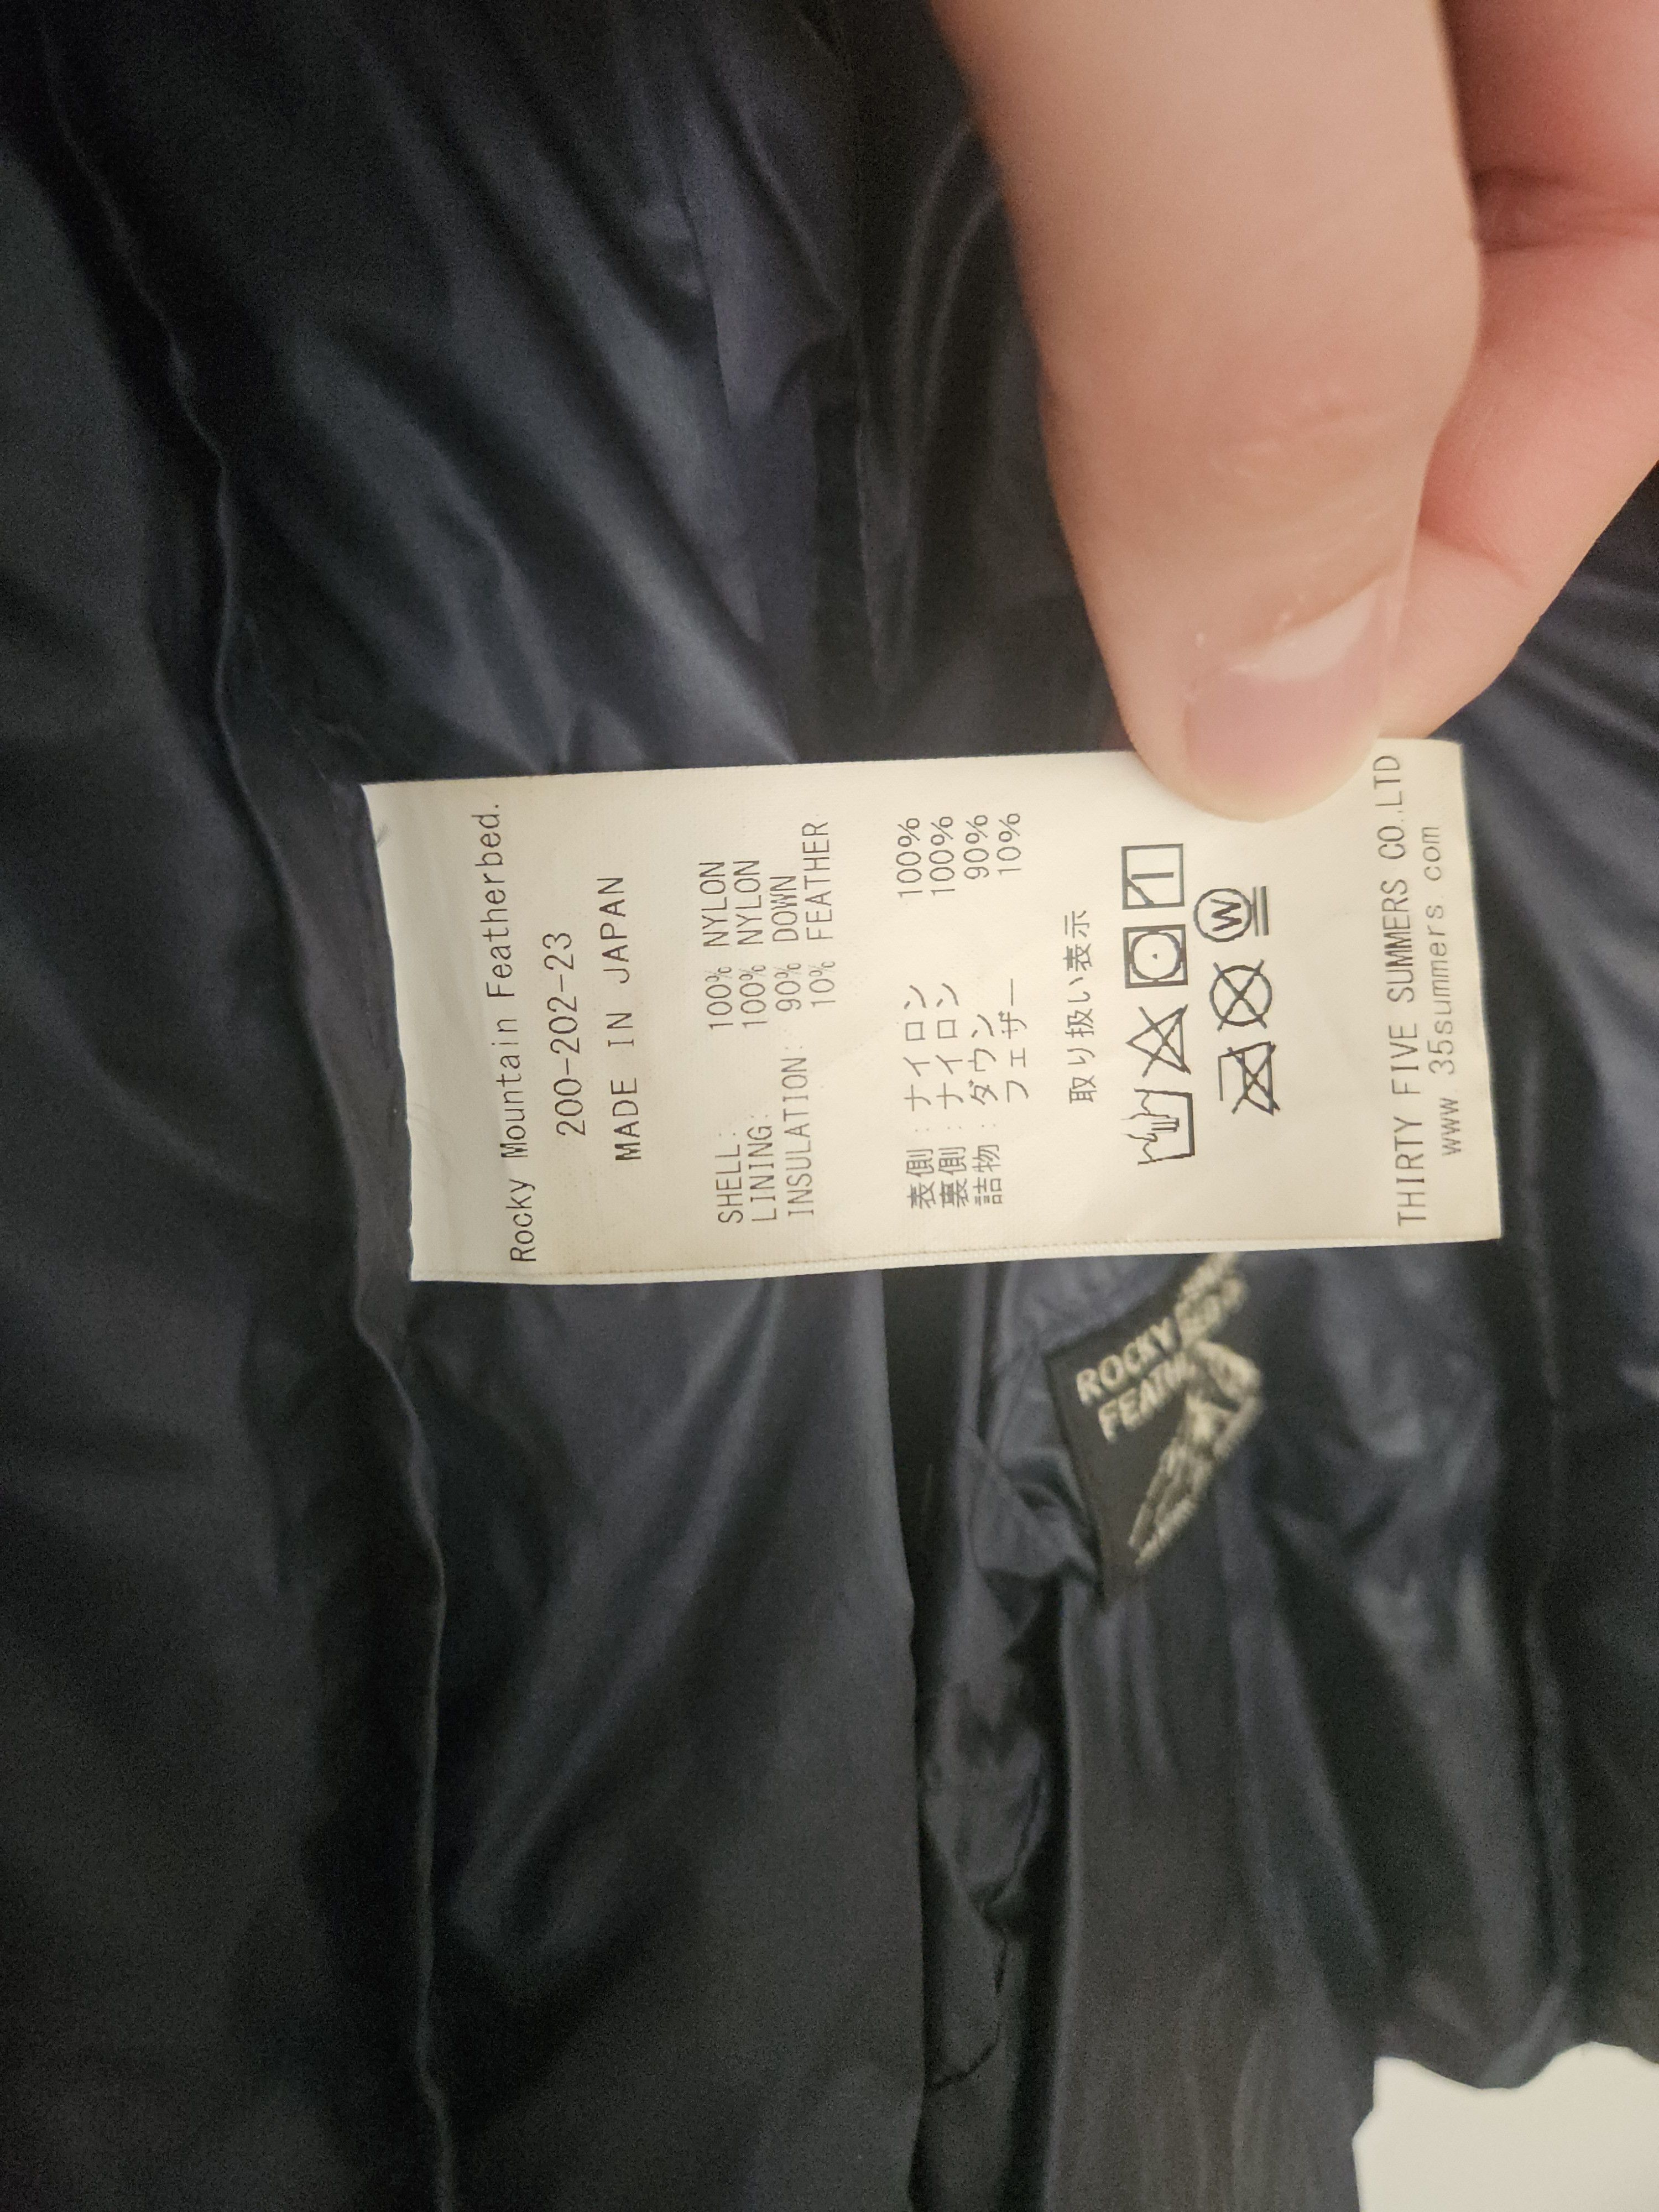 Rocky Mountain Featherbed.
200-202-23
MADE IN JAPAN
SHELL: 100% NYLON
LINING: 100% NYLON
INSULATION: 90% DOWN
10% FEATHER
表側 : ナイロン 100%
裏側 : ナイロン 100%
詰物 : ダウン 90%
フェザー 10%
取り扱い表示
W
THIRTY FIVE SUMMERS CO.,LTD
www.35summers.com
ROCKY